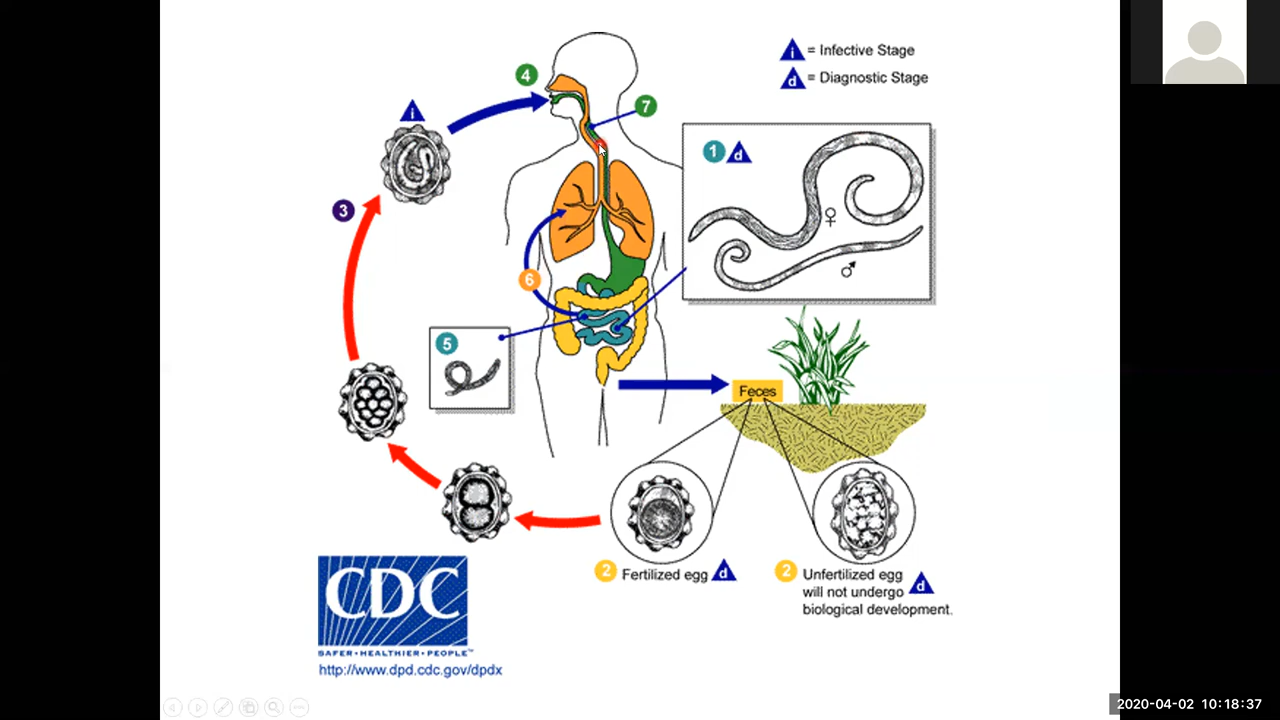 i = Infective Stage
d = Diagnostic Stage
4
7
i
1 d
♀
3
♂
6
5
Feces
2 Fertilized egg d
2 Unfertilized egg
will not undergo d
biological development.
CDC
SAFER•HEALTHIER•PEOPLE™
http://www.dpd.cdc.gov/dpdx
2020-04-02 10:18:37